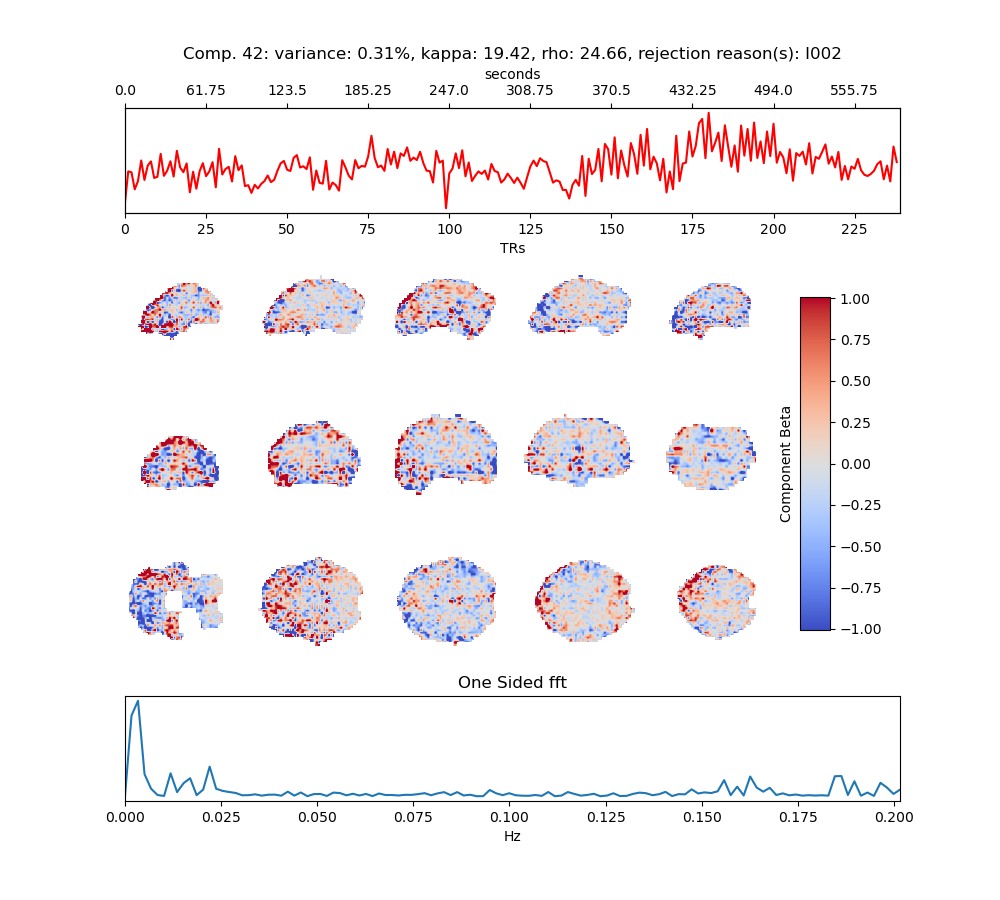 Comp. 42: variance: 0.31%, kappa: 19.42, rho: 24.66, rejection reason(s): I002
seconds
0.0 61.75 123.5 185.25 247.0 308.75 370.5 432.25 494.0 555.75
0 25 50 75 100 125 150 175 200 225
TRs
1.00
0.75
0.50
0.25
0.00
−0.25
−0.50
−0.75
−1.00
Component Beta
One Sided fft
0.000 0.025 0.050 0.075 0.100 0.125 0.150 0.175 0.200
Hz